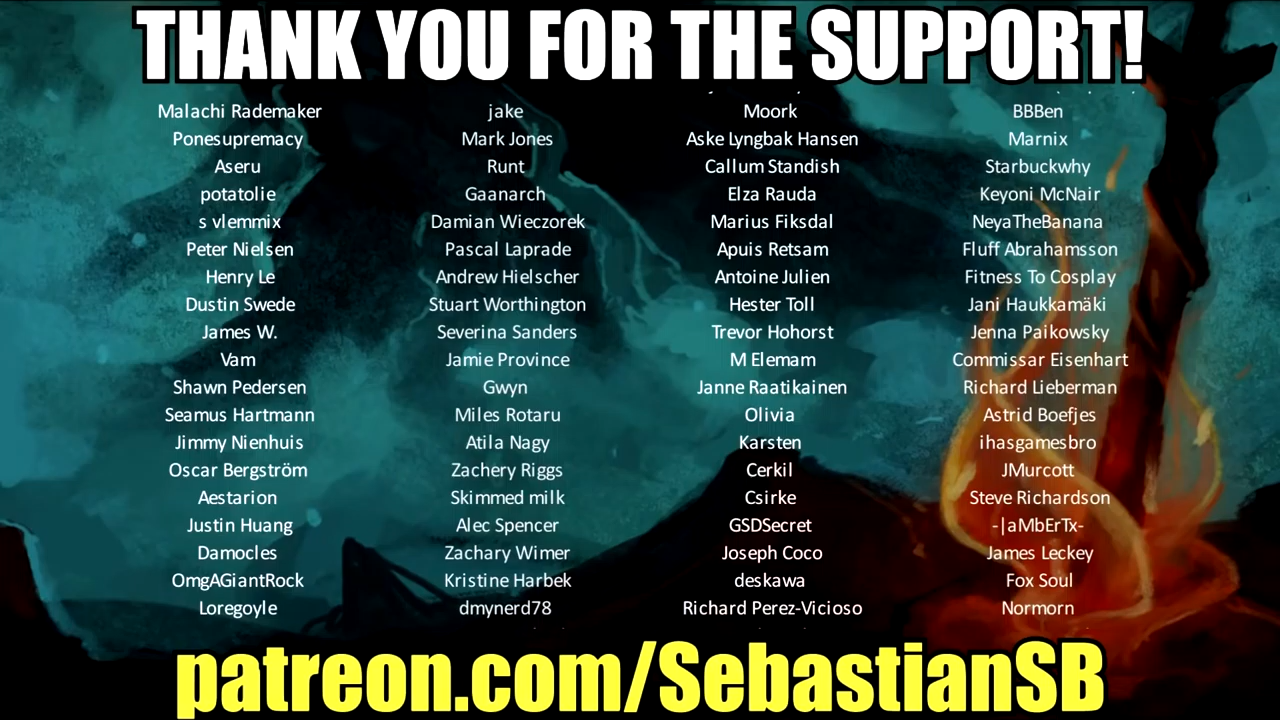 THANK YOU FOR THE SUPPORT!
Malachi Rademaker jake Moork BBBen
Ponesupremacy Mark Jones Aske Lyngbak Hansen Marnix
Aseru Runt Callum Standish Starbuckwhy
potatolie Gaanarch Elza Rauda Keyoni McNair
s vlemmix Damian Wieczorek Marius Fiksdal NeyaTheBanana
Peter Nielsen Pascal Laprade Apuis Retsam Fluff Abrahamsson
Henry Le Andrew Hielscher Antoine Julien Fitness To Cosplay
Dustin Swede Stuart Worthington Hester Toll Jani Haukkamäki
James W. Severina Sanders Trevor Hohorst Jenna Paikowsky
Vam Jamie Province M Elemam Commissar Eisenhart
Shawn Pedersen Gwyn Janne Raatikainen Richard Lieberman
Seamus Hartmann Miles Rotaru Olivia Astrid Boefjes
Jimmy Nienhuis Atila Nagy Karsten ihasgamesbro
Oscar Bergström Zachery Riggs Cerkil JMurcott
Aestarion Skimmed milk Csirke Steve Richardson
Justin Huang Alec Spencer GSDSecret -|aMbErTx-
Damocles Zachary Wimer Joseph Coco James Leckey
OmgAGiantRock Kristine Harbek deskawa Fox Soul
Loregoyle dmynerd78 Richard Perez-Vicioso Normorn
patreon.com/SebastianSB